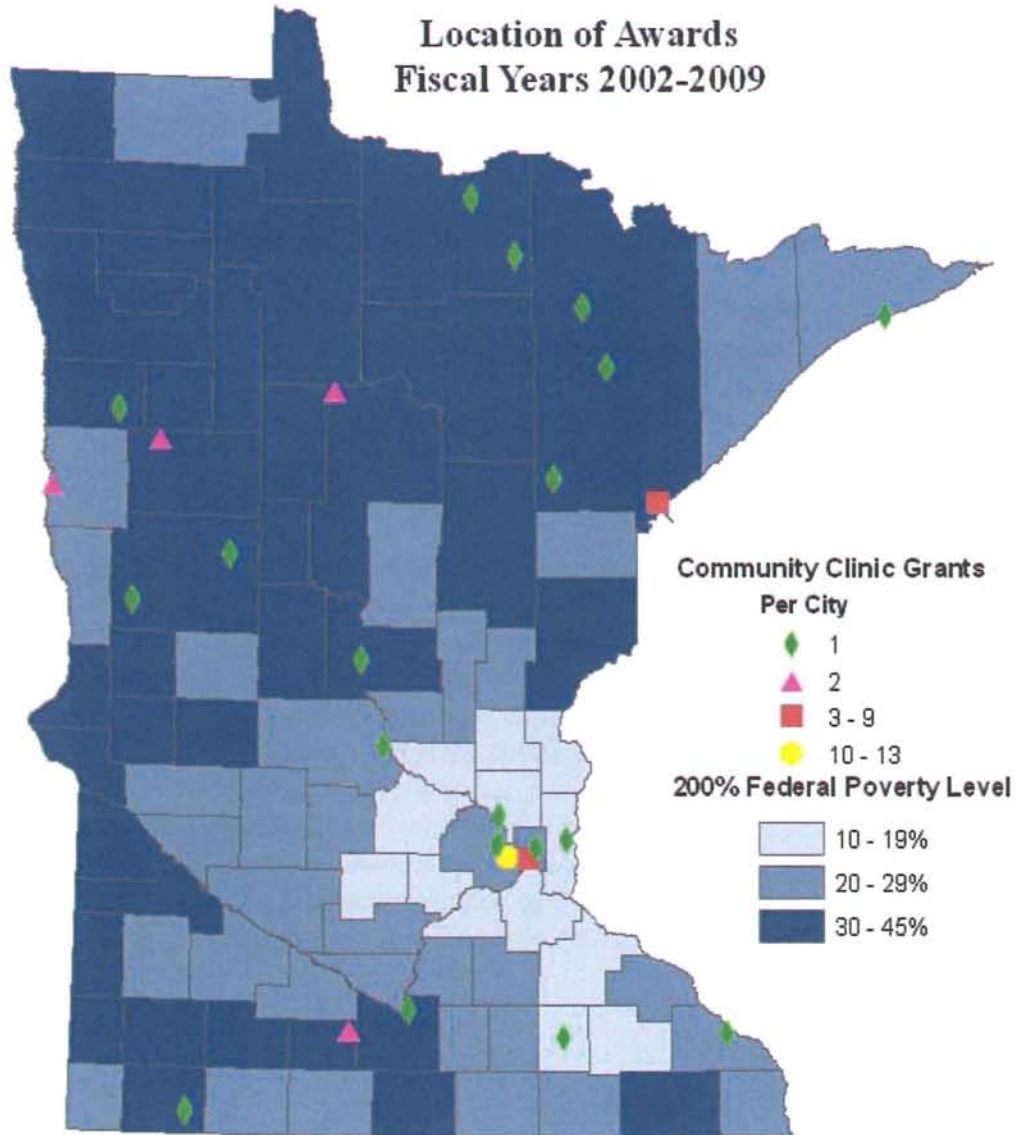 Location of Awards
Fiscal Years 2002-2009
Community Clinic Grants
Per City
1
2
3 - 9
10 - 13
200% Federal Poverty Level
10 - 19%
20 - 29%
30 - 45%